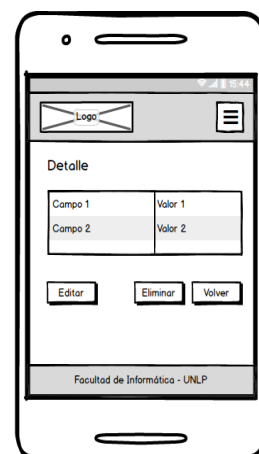 15:44
Logo
Detalle
Campo 1 Valor 1
Campo 2 Valor 2
Editar Eliminar Volver
Facultad de Informática - UNLP